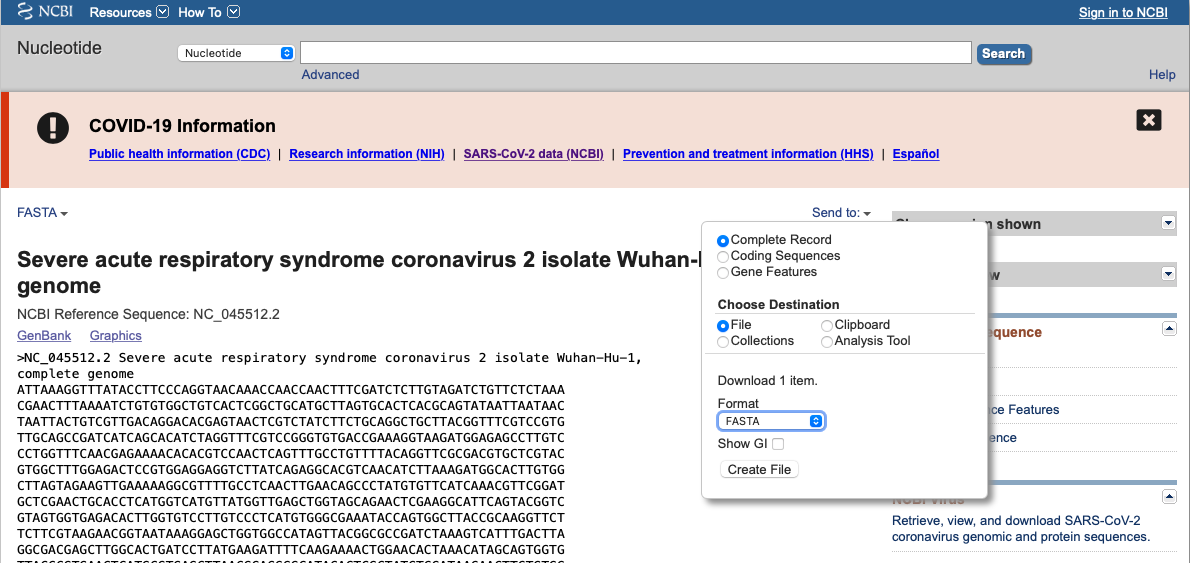 NCBI Resources How To Sign in to NCBI
Nucleotide Nucleotide Search
Advanced Help
COVID-19 Information
Public health information (CDC) | Research information (NIH) | SARS-CoV-2 data (NCBI) | Prevention and treatment information (HHS) | Español
FASTA Send to:
shown
Complete Record
Coding Sequences
Gene Features
Choose Destination
File Clipboard
Collections Analysis Tool
Download 1 item.
Format
FASTA
Show GI
Create File
Severe acute respiratory syndrome coronavirus 2 isolate Wuhan-
genome
NCBI Reference Sequence: NC_045512.2
GenBank Graphics
>NC_045512.2 Severe acute respiratory syndrome coronavirus 2 isolate Wuhan-Hu-1,
complete genome
ATTAAAGGTTTATACCTTCCCAGGTAACAAACCAACCAACTTTCGATCTCTTGTAGATCTGTTCTCTAAA
CGAACTTTAAAATCTGTGTGGCTGTCACTCGGCTGCATGCTTAGTGCACTCACGCAGTATAATTAATAAC
TAATTACTGTCGTTGACAGGACACGAGTAACTCGTCTATCTTCTGCAGGCTGCTTACGGTTTCGTCCGTG
TTGCAGCCGATCATCAGCACATCTAGGTTTCGTCCGGGTGTGACCGAAAGGTAAGATGGAGAGCCTTGTC
CCTGGTTTCAACGAGAAAACACACGTCCAACTCAGTTTGCCTGTTTTACAGGTTCGCGACGTGCTCGTAC
GTGGCTTTGGAGACTCCGTGGAGGAGGTCTTATCAGAGGCACGTCAACATCTTAAAGATGGCACTTGTGG
CTTAGTAGAAGTTGAAAAAGGCGTTTTGCCTCAACTTGAACAGCCCTATGTGTTCATCAAACGTTCGGAT
GCTCGAACTGCACCTCATGGTCATGTTATGGTTGAGCTGGTAGCAGAACTCGAAGGCATTCAGTACGGTC
GTAGTGGTGAGACACTTGGTGTCCTTGTCCCTCATGTGGGCGAAATACCAGTGGCTTACCGCAAGGTTCT
TCTTCGTAAGAACGGTAATAAAGGAGCTGGTGGCCATAGTTACGGCGCCGATCTAAAGTCATTTGACTTA
GGCGACGAGCTTGGCACTGATCCTTATGAAGATTTTCAAGAAAACTGGAACACTAAACATAGCAGTGGTG
equence
ce Features
ence
NCBI Virus
Retrieve, view, and download SARS-CoV-2
coronavirus genomic and protein sequences.